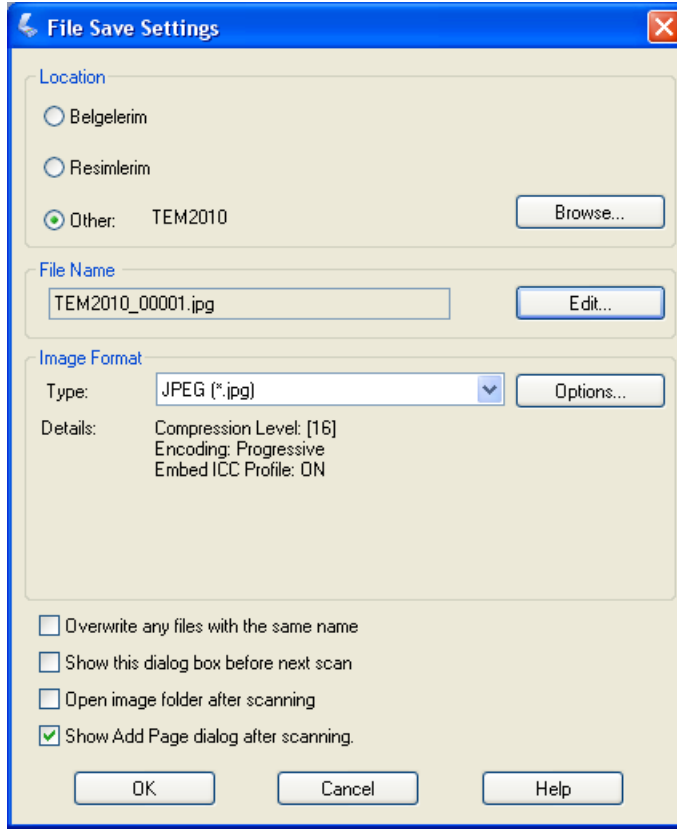 File Save Settings
Location
Belgelerim
Resimlerim
Other: TEM2010 Browse...
File Name
TEM2010_00001.jpg Edit...
Image Format
Type: JPEG (*.jpg) Options...
Details: Compression Level: [16]
Encoding: Progressive
Embed ICC Profile: ON
Overwrite any files with the same name
Show this dialog box before next scan
Open image folder after scanning
Show Add Page dialog after scanning.
OK Cancel Help